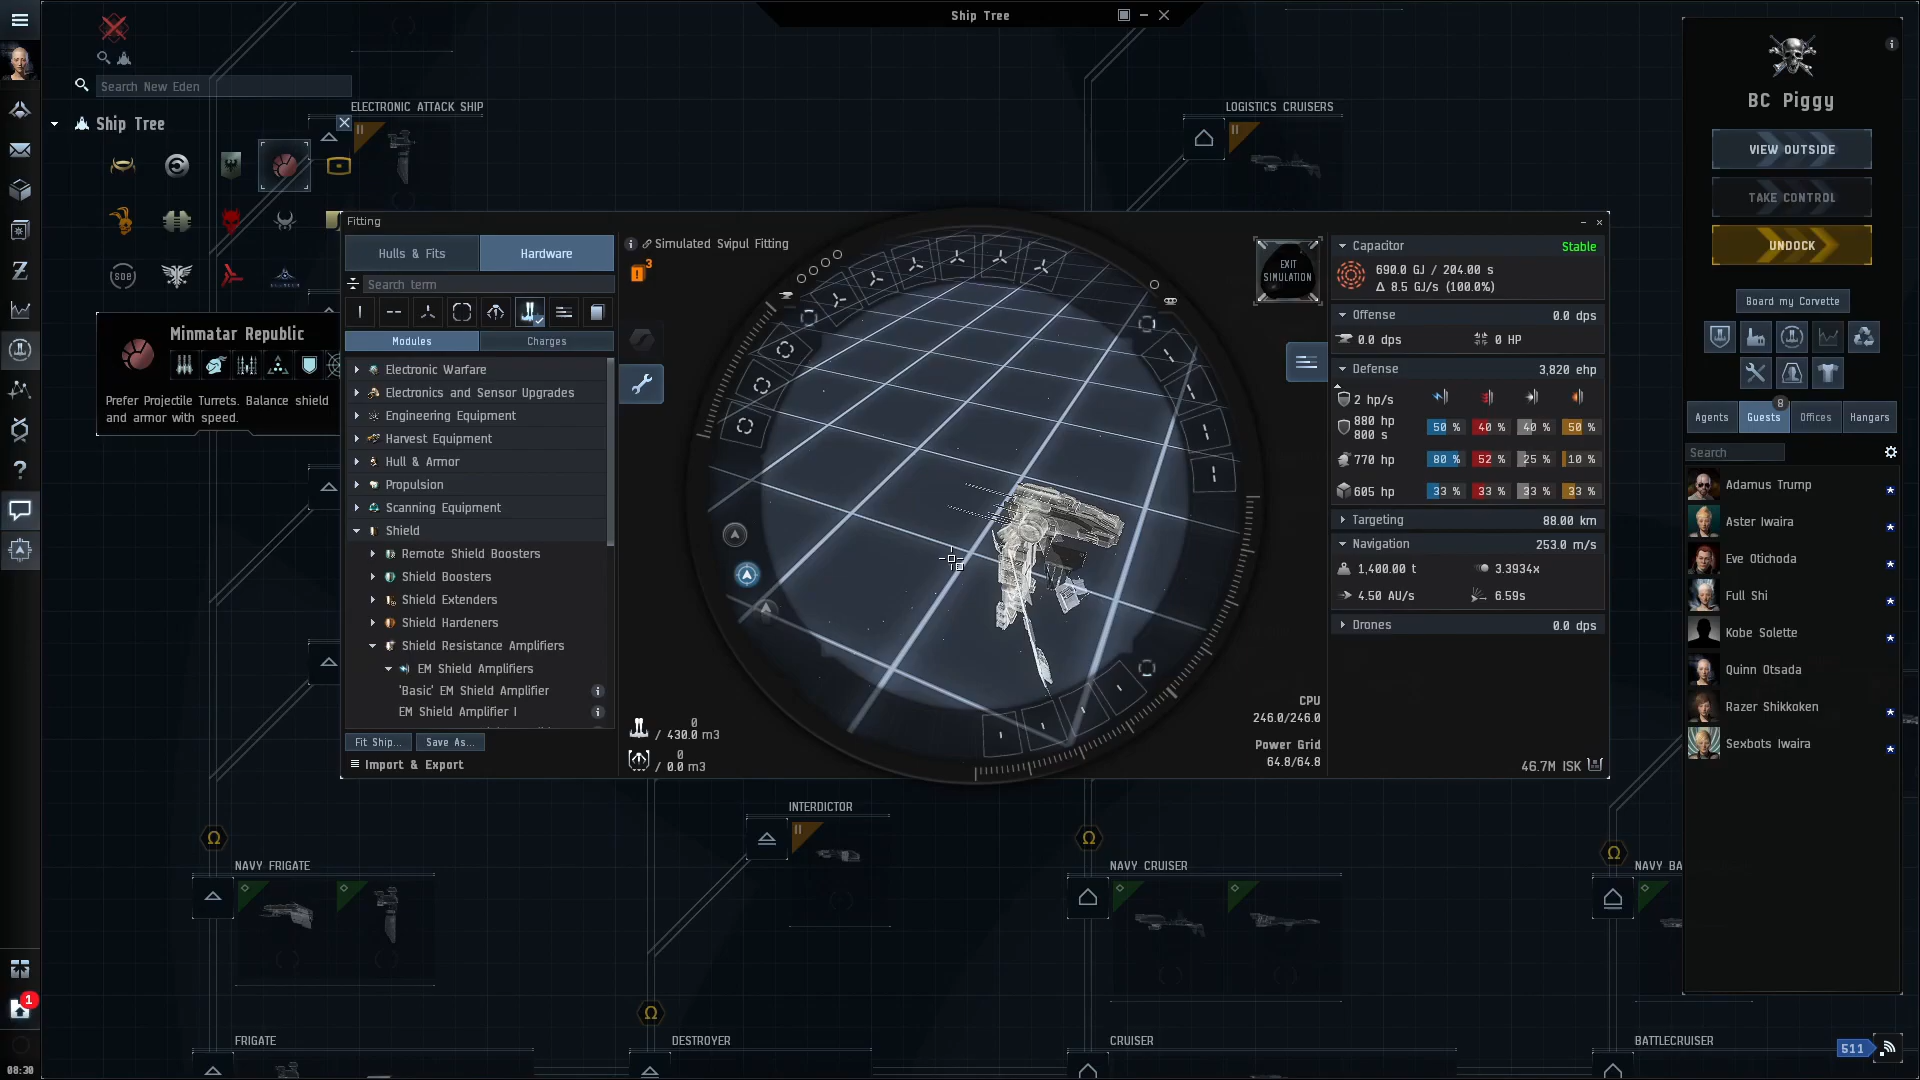 Ship Tree
Search New Eden
Ship Tree
ELECTRONIC ATTACK SHIP
LOGISTICS CRUISERS
Minmatar Republic
Prefer Projectile Turrets. Balance shield
and armor with speed.
Fitting
Hulls & Fits
Hardware
Search term
Modules
Charges
Electronic Warfare
Electronics and Sensor Upgrades
Engineering Equipment
Harvest Equipment
Hull & Armor
Propulsion
Scanning Equipment
Shield
Remote Shield Boosters
Shield Boosters
Shield Extenders
Shield Hardeners
Shield Resistance Amplifiers
EM Shield Amplifiers
'Basic' EM Shield Amplifier
EM Shield Amplifier I
Fit Ship...
Save As...
Import & Export
Simulated Svipul Fitting
3
EXIT
SIMULATION
0
/ 430.0 m3
0
/ 0.0 m3
CPU
246.0/246.0
Power Grid
64.8/64.8
Capacitor
Stable
690.0 GJ / 204.00 s
Δ 8.5 GJ/s (100.0%)
Offense
0.0 dps
0.0 dps
0 HP
Defense
3,820 ehp
2 hp/s
880 hp
800 s
50 %
40 %
40 %
50 %
770 hp
80 %
52 %
25 %
10 %
605 hp
33 %
33 %
33 %
33 %
Targeting
88.00 km
Navigation
253.0 m/s
1,400.00 t
3.3934x
4.50 AU/s
6.59s
Drones
0.0 dps
46.7M ISK
BC Piggy
VIEW OUTSIDE
TAKE CONTROL
UNDOCK
Board my Corvette
Agents
Guests
8
Offices
Hangars
Search
Adamus Trump
Aster Iwaira
Eve Otichoda
Full Shi
Kobe Solette
Quinn Otsada
Razer Shikkoken
Sexbots Iwaira
INTERDICTOR
NAVY FRIGATE
NAVY CRUISER
NAVY BA
FRIGATE
DESTROYER
CRUISER
BATTLECRUISER
1
08:30
511